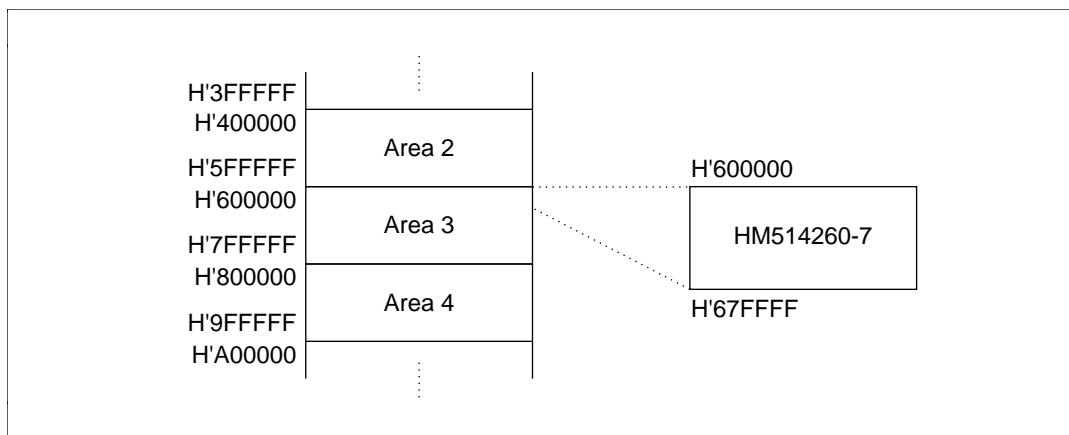 H'3FFFFF
H'400000
Area 2
H'5FFFFF
H'600000
Area 3
H'7FFFFF
H'800000
Area 4
H'9FFFFF
H'A00000
H'600000
HM514260-7
H'67FFFF